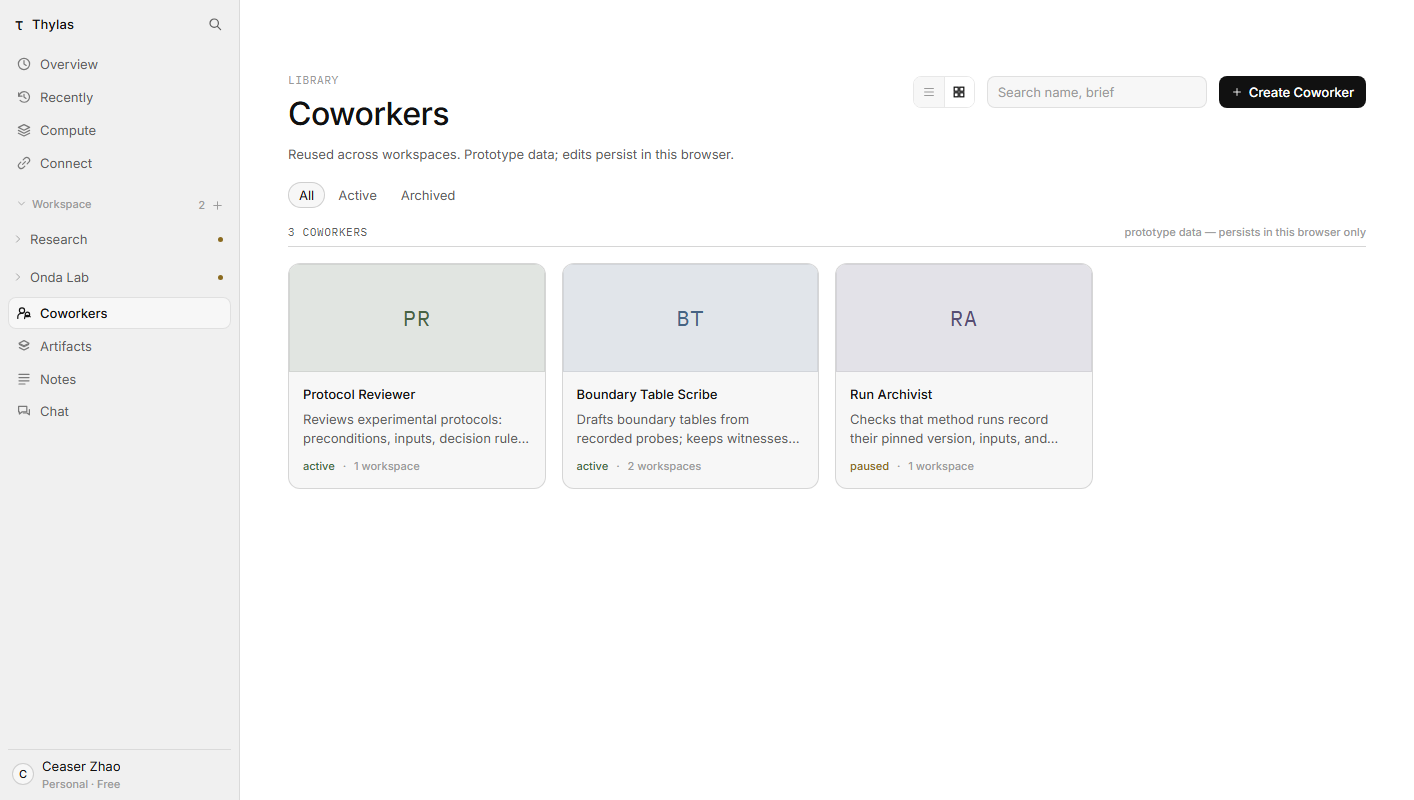 τ Thylas
Overview
Recently
Compute
Connect
Workspace 2 +
Research
Onda Lab
Coworkers
Artifacts
Notes
Chat
C
Ceaser Zhao
Personal · Free
LIBRARY
Coworkers
Search name, brief
+ Create Coworker
Reused across workspaces. Prototype data; edits persist in this browser.
All Active Archived
3 COWORKERS
prototype data — persists in this browser only
PR
Protocol Reviewer
Reviews experimental protocols:
preconditions, inputs, decision rule...
active · 1 workspace
BT
Boundary Table Scribe
Drafts boundary tables from
recorded probes; keeps witnesses...
active · 2 workspaces
RA
Run Archivist
Checks that method runs record
their pinned version, inputs, and...
paused · 1 workspace